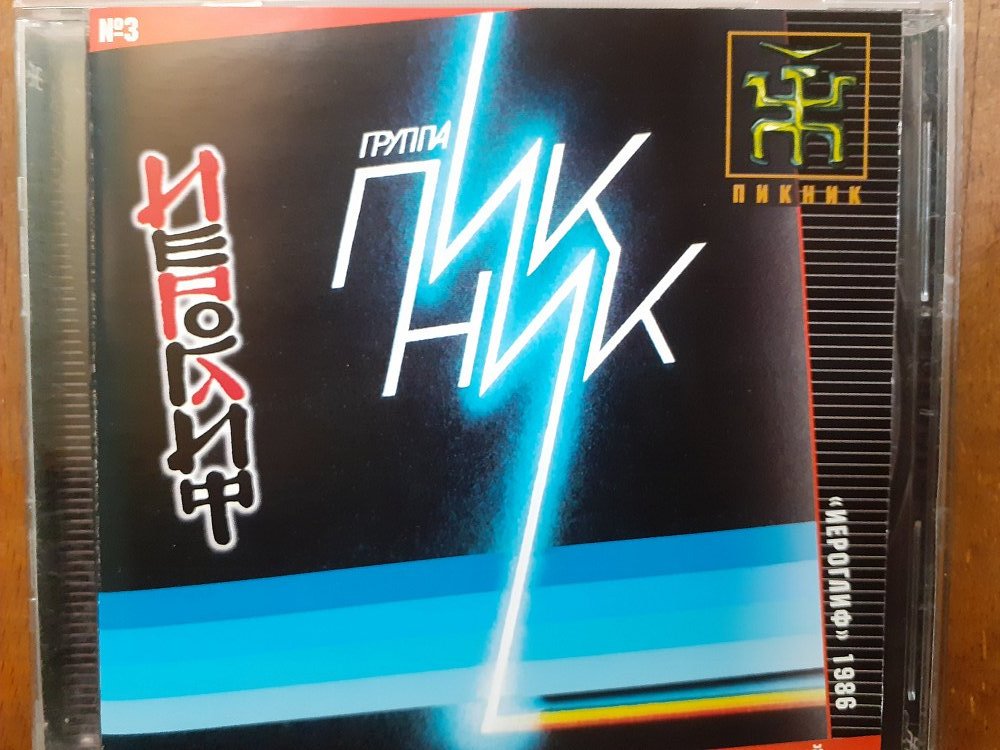 №3
ГРУППА
ПИК
НИК
ИЕРОГЛИФ
ПИКНИК
«ИЕРОГЛИФ» 1986